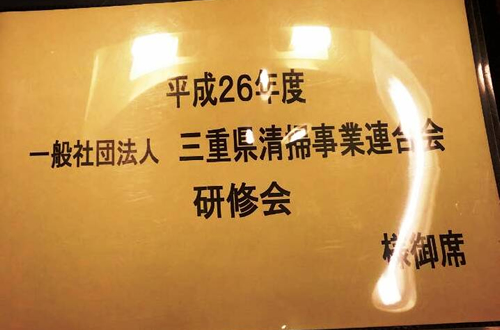 平成26年度
一般社団法人 三重県清掃事業連合会
研修会
様御席